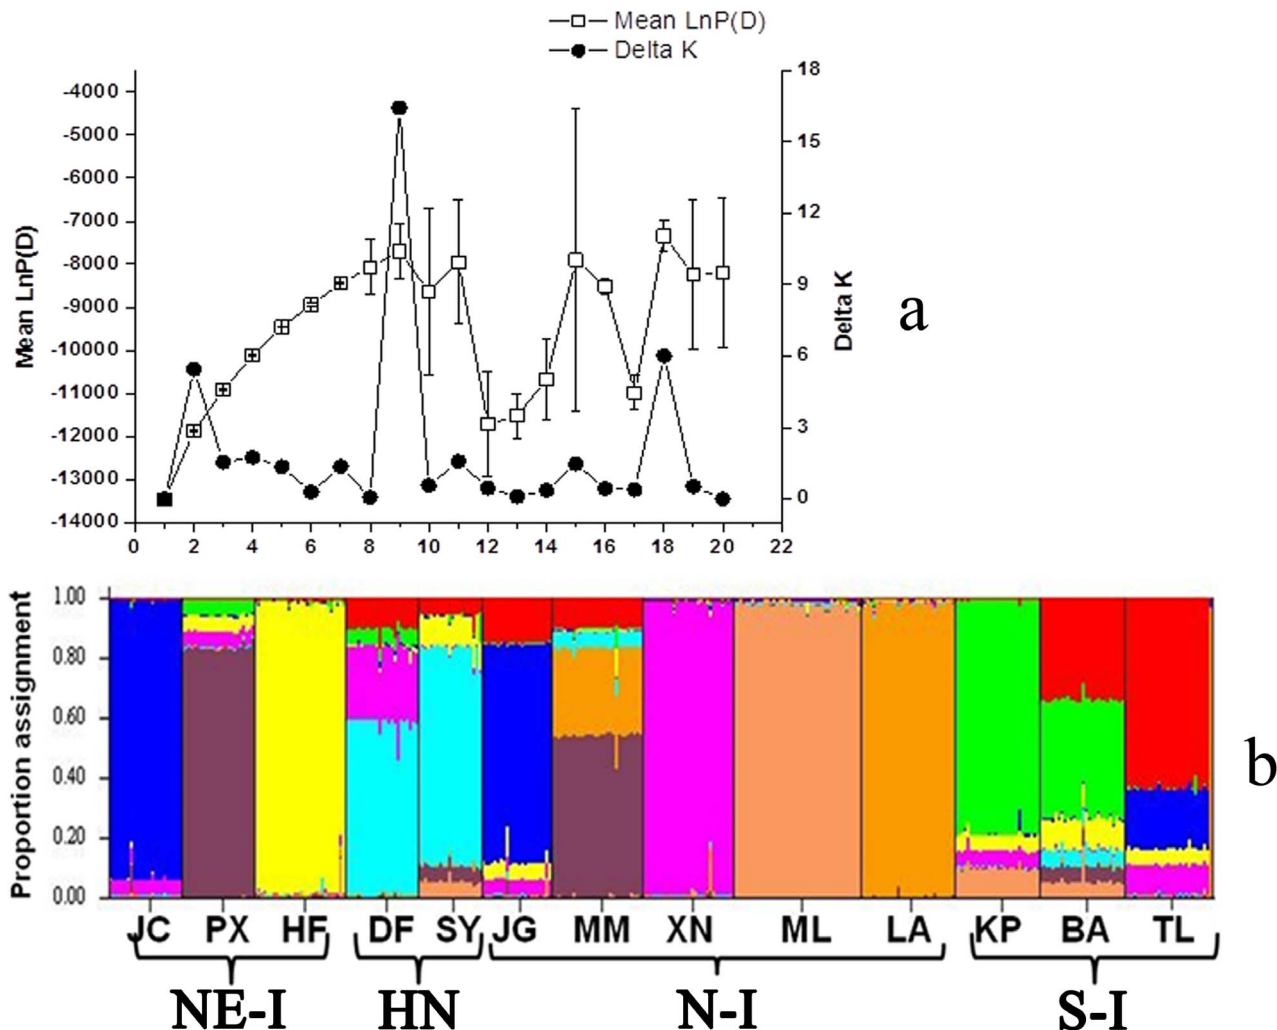 Mean LnP(D)
Delta K
-4000
-5000
-6000
-7000
-8000
-9000
-10000
-11000
-12000
-13000
-14000
Mean LnP(D)
18
15
12
9
6
3
0
Delta K
a
0 2 4 6 8 10 12 14 16 18 20 22
1.00
0.80
0.60
0.40
0.20
0.00
Proportion assignment
b
JC PX HF DF SY JG MM XN ML LA KP BA TL
NE-I HN N-I S-I